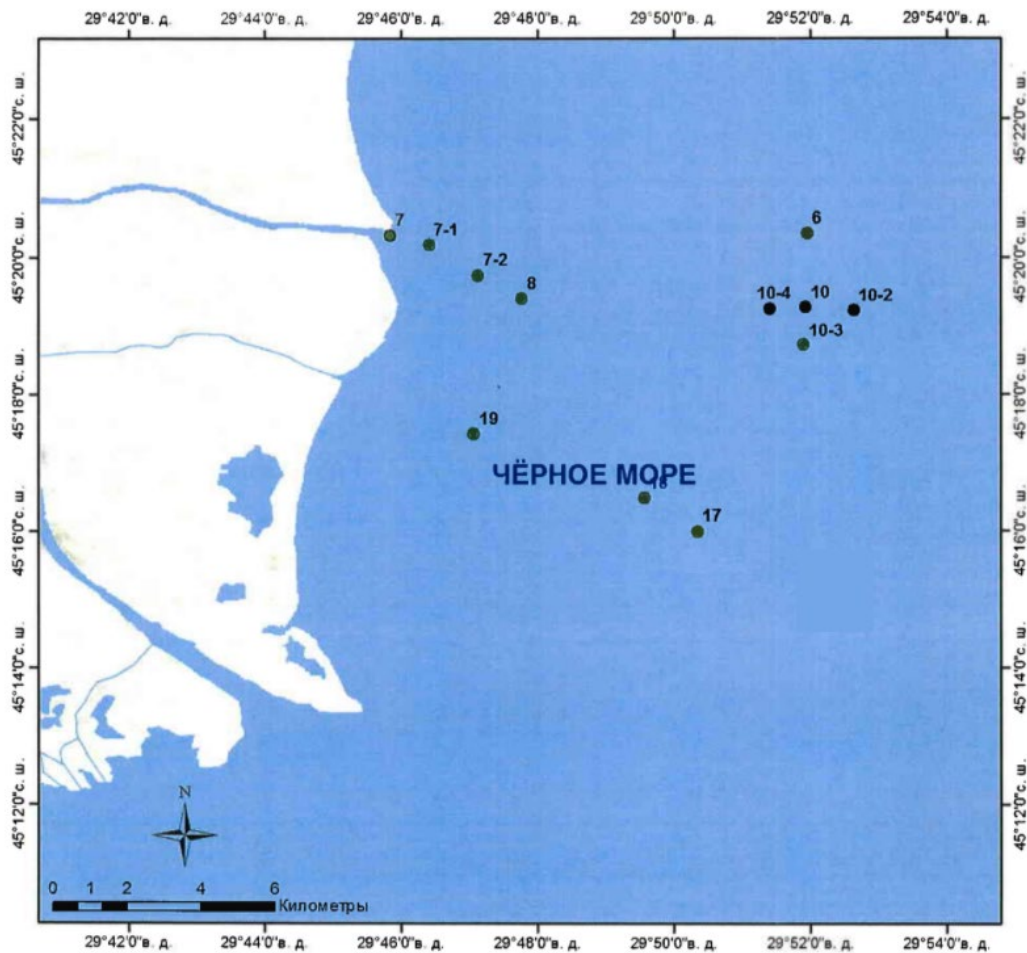 29°42'0"в. д. 29°44'0"в. д. 29°46'0"в. д. 29°48'0"в. д. 29°50'0"в. д. 29°52'0"в. д. 29°54'0"в. д.
45°22'0"с. ш. 45°22'0"с. ш.
7
7-1
6
45°20'0"с. ш. 45°20'0"с. ш.
7-2
8
10-4 10 10-2
10-3
45°18'0"с. ш. 45°18'0"с. ш.
19
ЧЁРНОЕ МОРЕ
17
45°16'0"с. ш. 45°16'0"с. ш.
45°14'0"с. ш. 45°14'0"с. ш.
45°12'0"с. ш. 45°12'0"с. ш.
N
0 1 2 4 6
Километры
29°42'0"в. д. 29°44'0"в. д. 29°46'0"в. д. 29°48'0"в. д. 29°50'0"в. д. 29°52'0"в. д. 29°54'0"в. д.